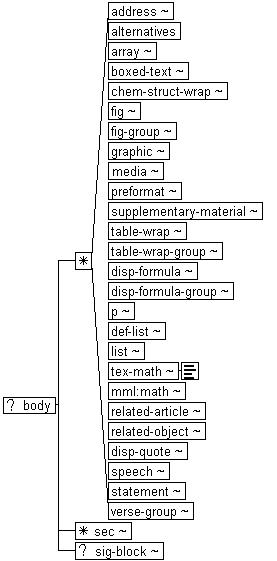 address ~
alternatives
array ~
boxed-text ~
chem-struct-wrap ~
fig ~
fig-group ~
graphic ~
media ~
preformat ~
supplementary-material ~
table-wrap ~
table-wrap-group ~
disp-formula ~
disp-formula-group ~
p ~
def-list ~
list ~
tex-math ~
mml:math ~
related-article ~
related-object ~
disp-quote ~
speech ~
statement ~
verse-group ~
*
? body
* sec ~
? sig-block ~